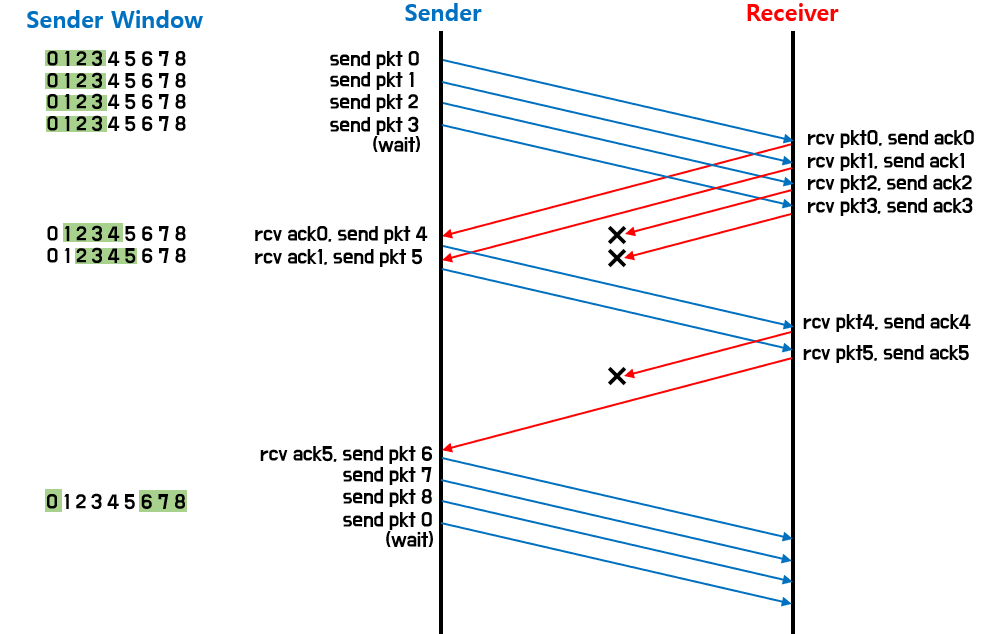 Sender Window
Sender
Receiver
0 1 2 3 4 5 6 7 8
send pkt 0
0 1 2 3 4 5 6 7 8
send pkt 1
0 1 2 3 4 5 6 7 8
send pkt 2
0 1 2 3 4 5 6 7 8
send pkt 3
(wait)
rcv pkt0, send ack0
rcv pkt1, send ack1
rcv pkt2, send ack2
rcv pkt3, send ack3
0 1 2 3 4 5 6 7 8
rcv ack0, send pkt 4
0 1 2 3 4 5 6 7 8
rcv ack1, send pkt 5
rcv pkt4, send ack4
rcv pkt5, send ack5
rcv ack5, send pkt 6
send pkt 7
0 1 2 3 4 5 6 7 8
send pkt 8
send pkt 0
(wait)